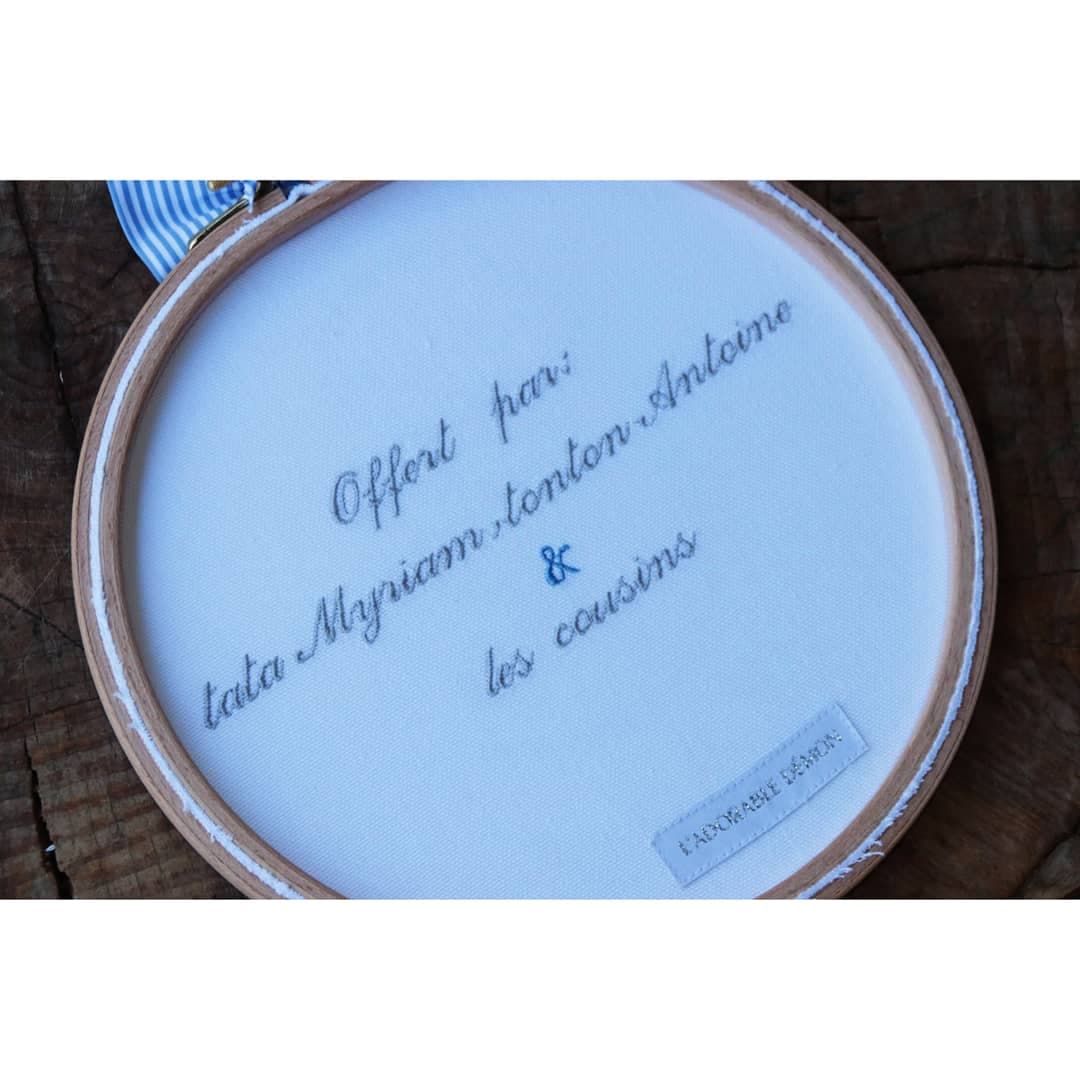 Offert par:
tata Myriam, tonton Antoine
&
les cousins
L'ADORABLE DÉMON